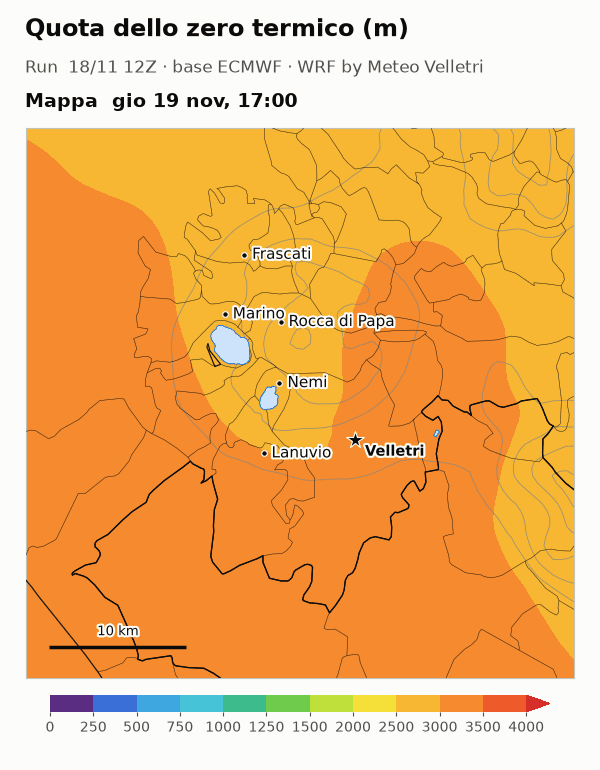 Quota dello zero termico (m)
Run  18/11 12Z · base ECMWF · WRF by Meteo Velletri
Mappa  gio 19 nov, 17:00
Frascati
Marino
Rocca di Papa
Nemi
Velletri
Lanuvio
10 km
0 250 500 750 1000 1250 1500 2000 2500 3000 3500 4000